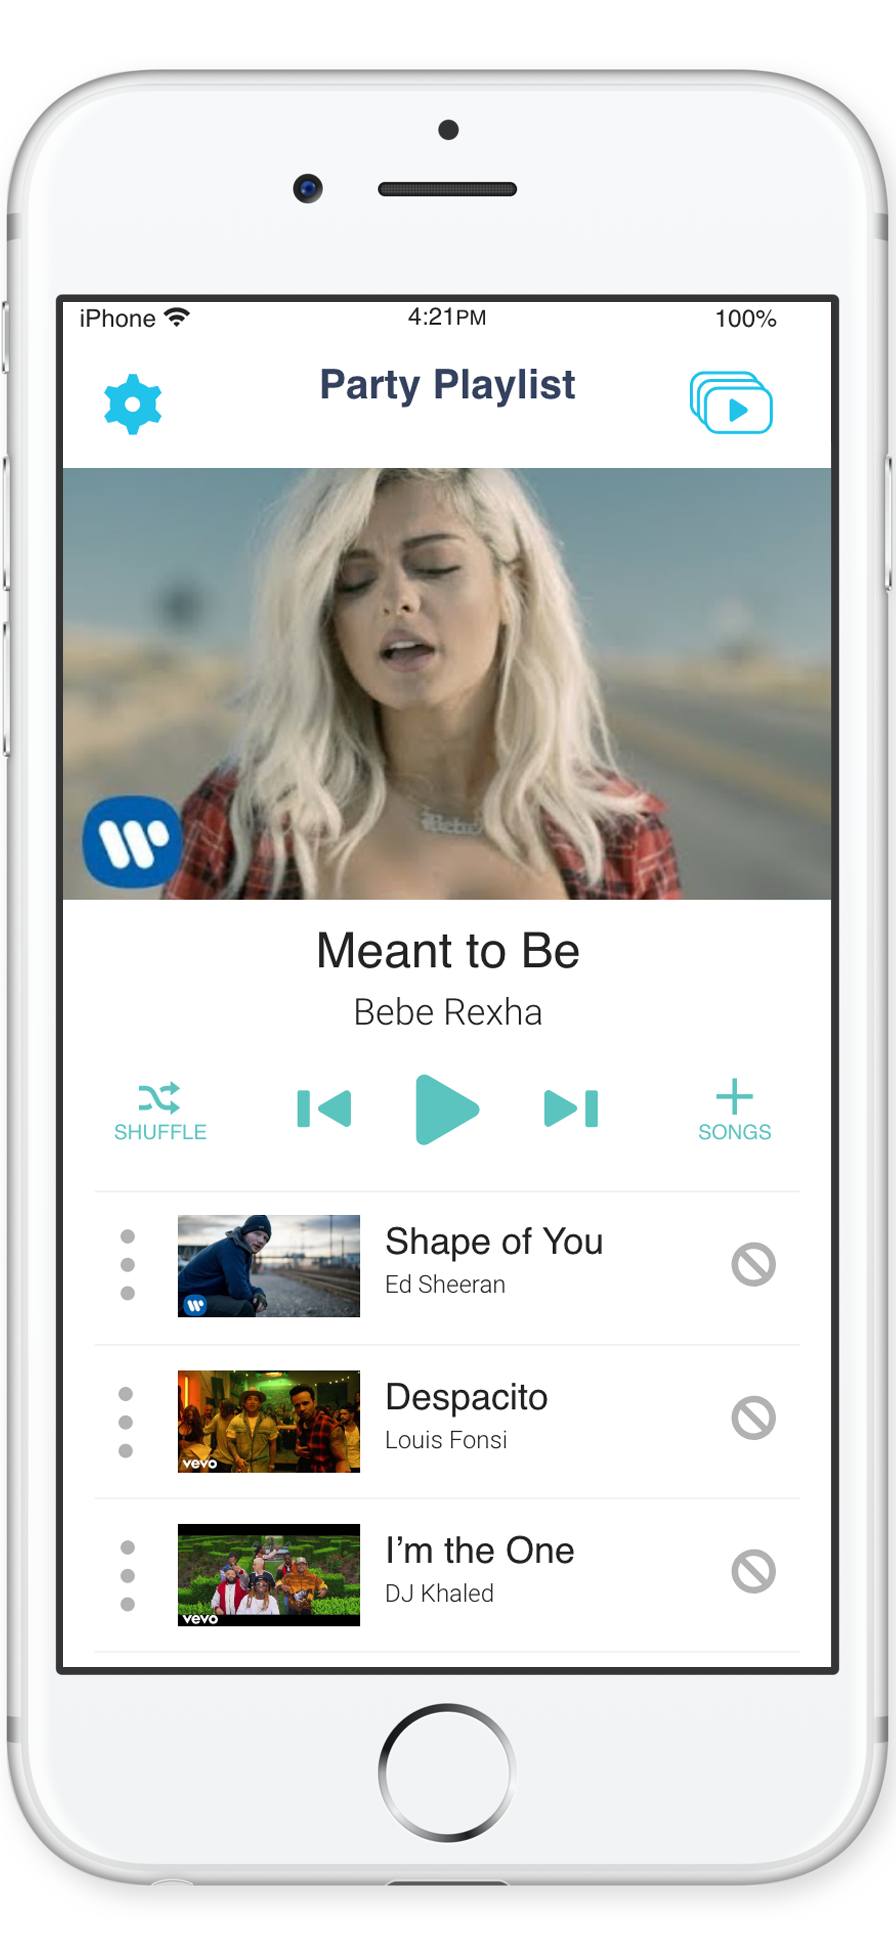 iPhone 4:21PM 100%
Party Playlist
Bebe
Meant to Be
Bebe Rexha
SHUFFLE
SONGS
Shape of You
Ed Sheeran
Despacito
Louis Fonsi
vevo
I’m the One
DJ Khaled
vevo